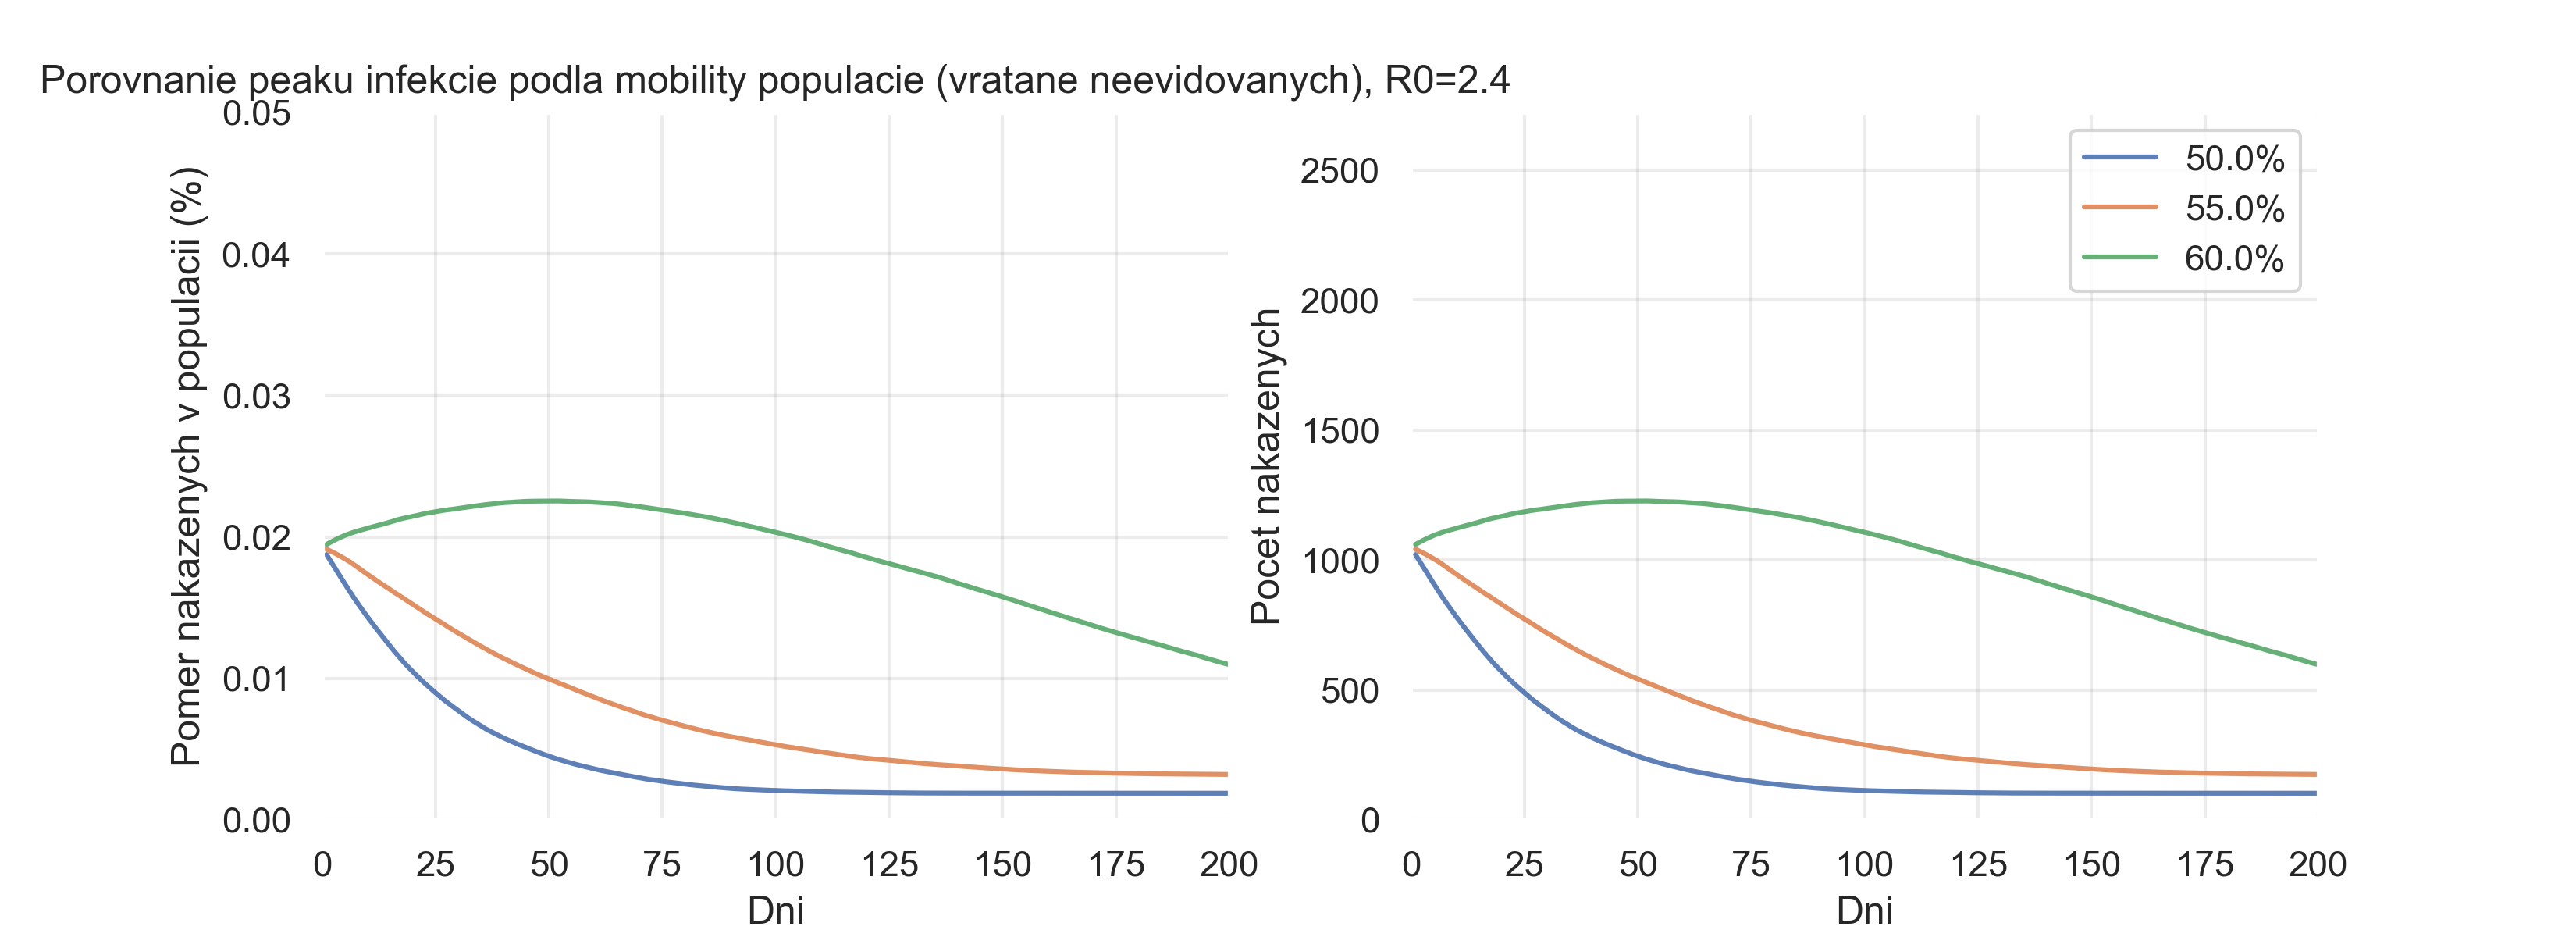 Porovnanie peaku infekcie podla mobility populacie (vratane neevidovanych), R0=2.4
Pomer nakazenych v populacii (%)
0.05
0.04
0.03
0.02
0.01
0.00
0 25 50 75 100 125 150 175 200
Dni
Pocet nakazenych
2500
2000
1500
1000
500
0
0 25 50 75 100 125 150 175 200
Dni
50.0%
55.0%
60.0%